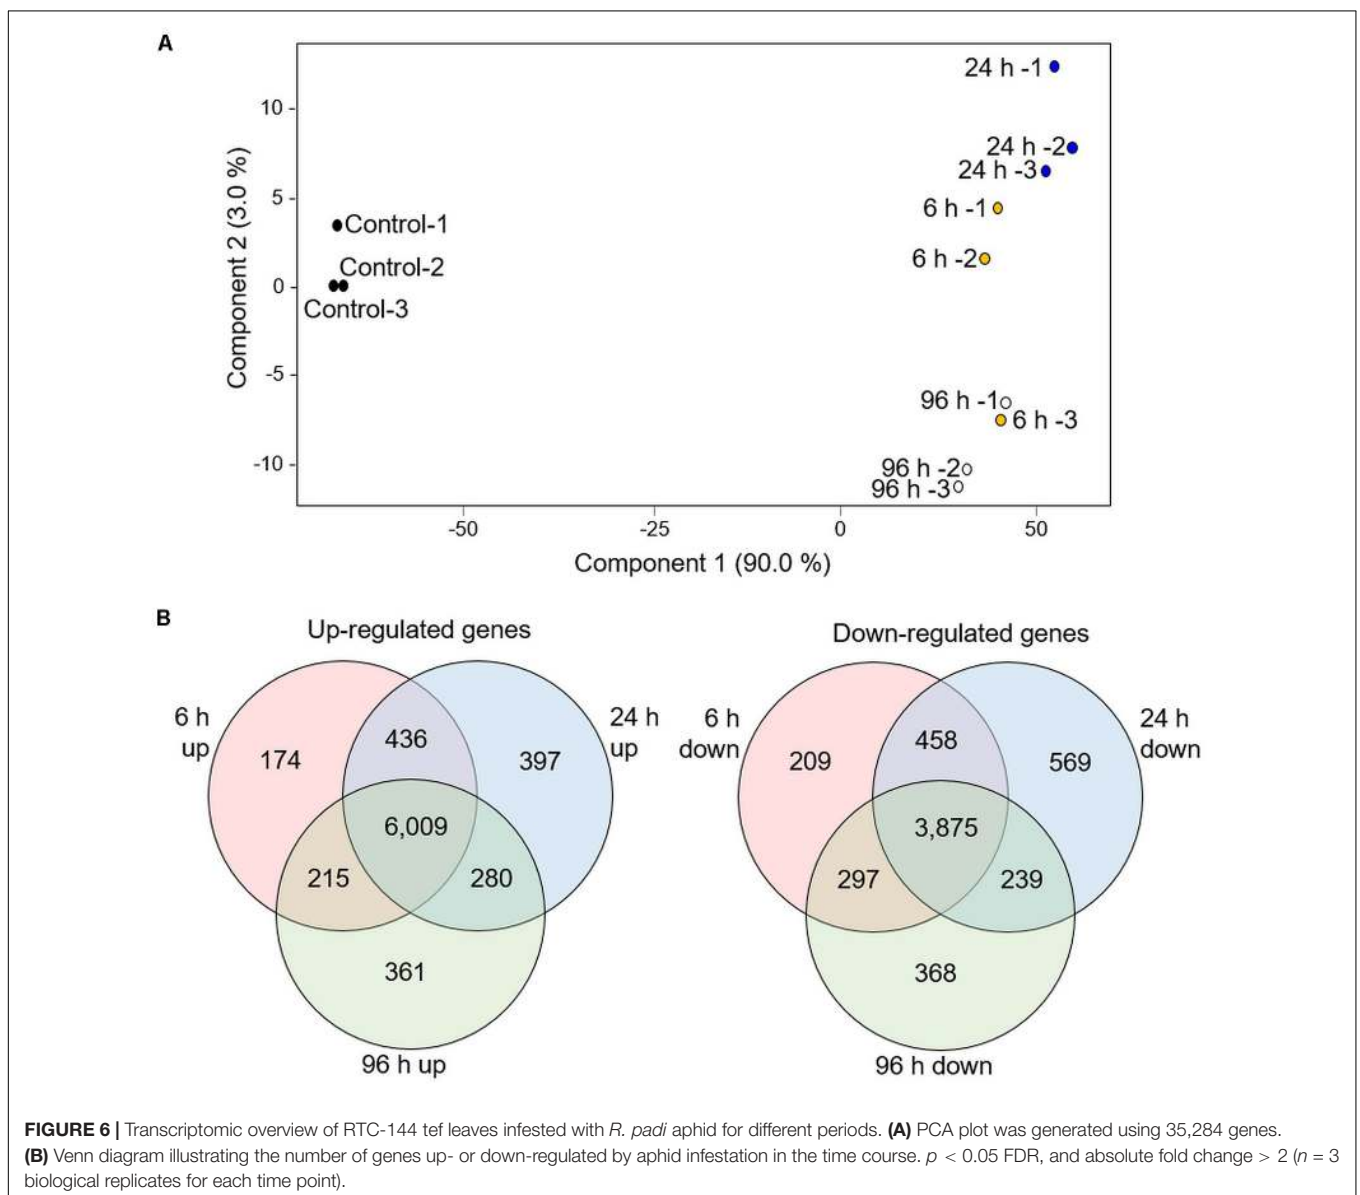 A
24 h -1
10
24 h -2
24 h -3
5
6 h -1
Control-1
6 h -2
Control-2
0
Control-3
-5
96 h -1
6 h -3
-10
96 h -2
96 h -3
Component 2 (3.0 %)
-50
-25
0
50
Component 1 (90.0 %)
B
Up-regulated genes
6 h
up
24 h
up
174
436
397
6,009
215
280
361
96 h up
Down-regulated genes
6 h
down
24 h
down
209
458
569
3,875
297
239
368
96 h down
FIGURE 6 | Transcriptomic overview of RTC-144 tef leaves infested with R. padi aphid for different periods. (A) PCA plot was generated using 35,284 genes.
(B) Venn diagram illustrating the number of genes up- or down-regulated by aphid infestation in the time course. p < 0.05 FDR, and absolute fold change > 2 (n = 3
biological replicates for each time point).